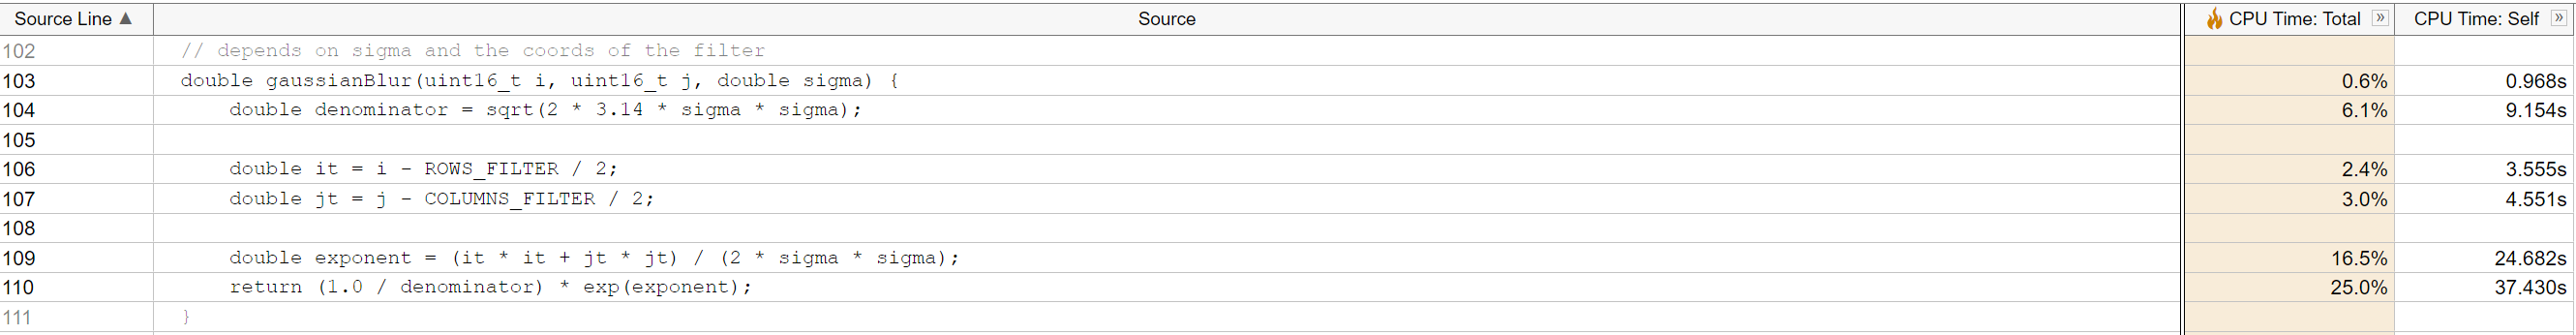 Source Line ▲ Source CPU Time: Total » CPU Time: Self »
102 // depends on sigma and the coords of the filter
103 double gaussianBlur(uint16_t i, uint16_t j, double sigma) { 0.6% 0.968s
104 double denominator = sqrt(2 * 3.14 * sigma * sigma); 6.1% 9.154s
105
106 double it = i - ROWS_FILTER / 2; 2.4% 3.555s
107 double jt = j - COLUMNS_FILTER / 2; 3.0% 4.551s
108
109 double exponent = (it * it + jt * jt) / (2 * sigma * sigma); 16.5% 24.682s
110 return (1.0 / denominator) * exp(exponent); 25.0% 37.430s
111 }